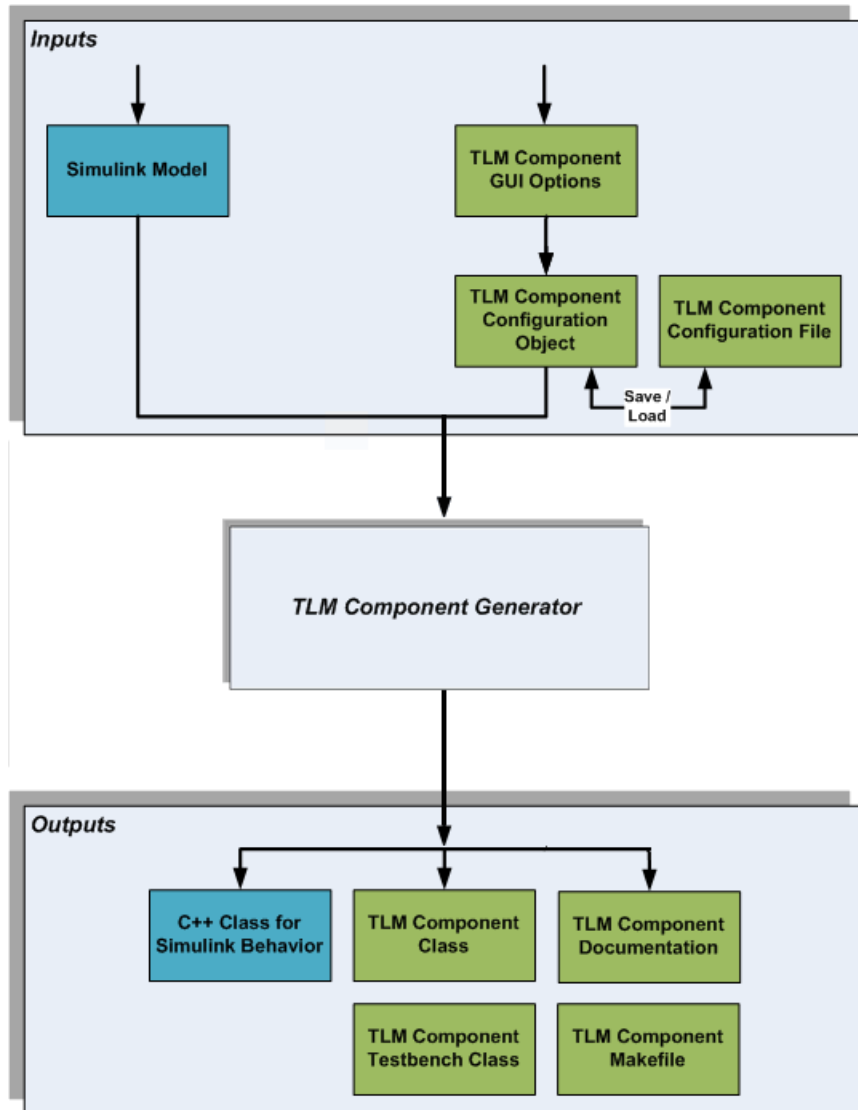 Inputs
Simulink Model
TLM Component
GUI Options
TLM Component
Configuration
Object
TLM Component
Configuration File
Save /
Load
TLM Component Generator
Outputs
C++ Class for
Simulink Behavior
TLM Component
Class
TLM Component
Documentation
TLM Component
Testbench Class
TLM Component
Makefile